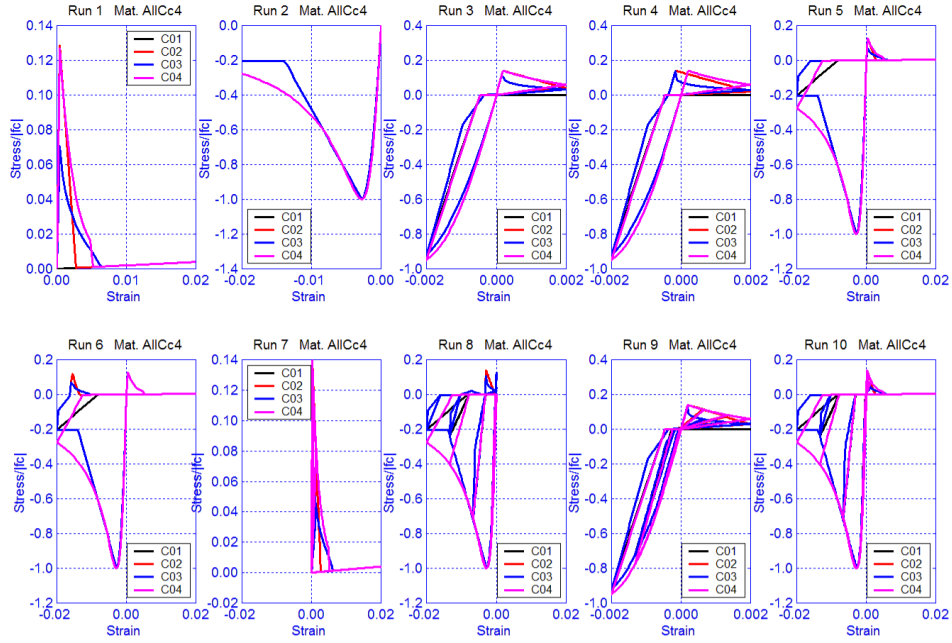 Run 1 Mat. AllCc4
Stress/|fc|
0.14
0.12
0.10
0.08
0.06
0.04
0.02
0.00
C01
C02
C03
C04
0.00 0.01 0.02
Strain
Run 2 Mat. AllCc4
Stress/|fc|
0.0
-0.2
-0.4
-0.6
-0.8
-1.0
-1.2
-1.4
C01
C02
C03
C04
-0.02 -0.01 0.00
Strain
Run 3 Mat. AllCc4
Stress/|fc|
0.4
0.2
0.0
-0.2
-0.4
-0.6
-0.8
-1.0
C01
C02
C03
C04
-0.002 0.000 0.002
Strain
Run 4 Mat. AllCc4
Stress/|fc|
0.4
0.2
0.0
-0.2
-0.4
-0.6
-0.8
-1.0
C01
C02
C03
C04
-0.002 0.000 0.002
Strain
Run 5 Mat. AllCc4
Stress/|fc|
0.2
0.0
-0.2
-0.4
-0.6
-0.8
-1.0
-1.2
C01
C02
C03
C04
-0.02 0.00 0.02
Strain
Run 6 Mat. AllCc4
Stress/|fc|
0.2
0.0
-0.2
-0.4
-0.6
-0.8
-1.0
-1.2
C01
C02
C03
C04
-0.02 0.00 0.02
Strain
Run 7 Mat. AllCc4
Stress/|fc|
0.14
0.12
0.10
0.08
0.06
0.04
0.02
0.00
-0.02
C01
C02
C03
C04
-0.02 0.00 0.02
Strain
Run 8 Mat. AllCc4
Stress/|fc|
0.2
0.0
-0.2
-0.4
-0.6
-0.8
-1.0
-1.2
C01
C02
C03
C04
-0.02 -0.01 0.00
Strain
Run 9 Mat. AllCc4
Stress/|fc|
0.4
0.2
0.0
-0.2
-0.4
-0.6
-0.8
-1.0
C01
C02
C03
C04
-0.002 0.000 0.002
Strain
Run 10 Mat. AllCc4
Stress/|fc|
0.2
0.0
-0.2
-0.4
-0.6
-0.8
-1.0
-1.2
C01
C02
C03
C04
-0.02 0.00 0.02
Strain